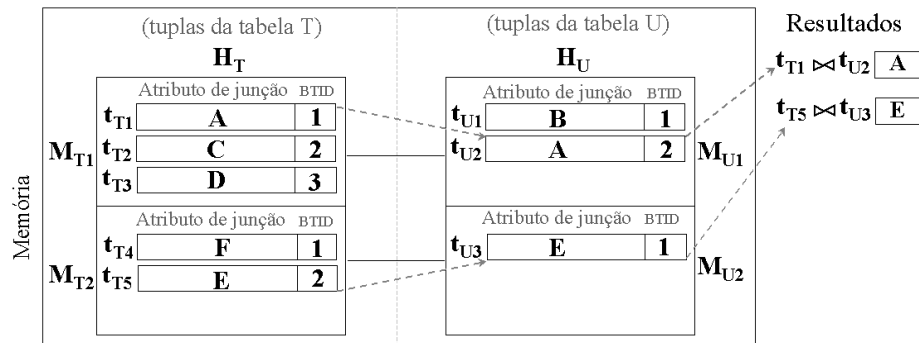 (tuplas da tabela T) (tuplas da tabela U) Resultados
H_T H_U
t_T1 ⋈ t_U2 A
Atributo de junção BTID Atributo de junção BTID
t_T1 A 1 t_U1 B 1
t_T5 ⋈ t_U3 E
M_T1 t_T2 C 2 t_U2 A 2 M_U1
t_T3 D 3
Memória
Atributo de junção BTID Atributo de junção BTID
t_T4 F 1 t_U3 E 1
M_T2 t_T5 E 2 M_U2